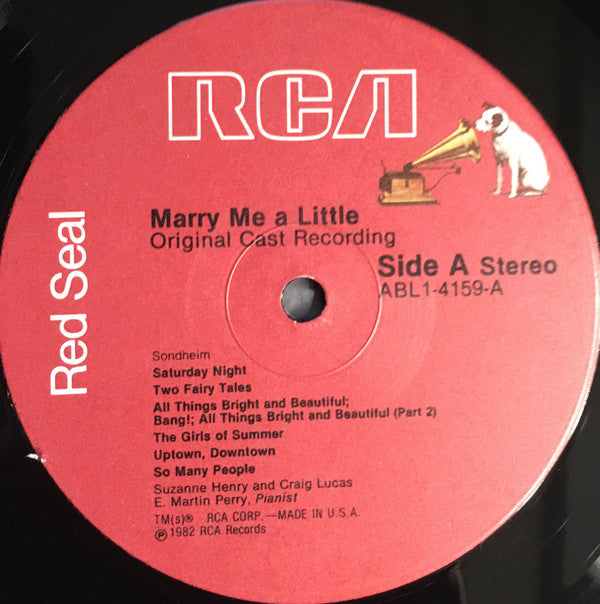 RCA
Red Seal
Marry Me a Little
Original Cast Recording
Side A Stereo
ABL1-4159-A
Sondheim
Saturday Night
Two Fairy Tales
All Things Bright and Beautiful;
Bang!; All Things Bright and Beautiful (Part 2)
The Girls of Summer
Uptown, Downtown
So Many People
Suzanne Henry and Craig Lucas
E. Martin Perry, Pianist
TM(s)® RCA CORP.—MADE IN U.S.A.
℗ 1982 RCA Records